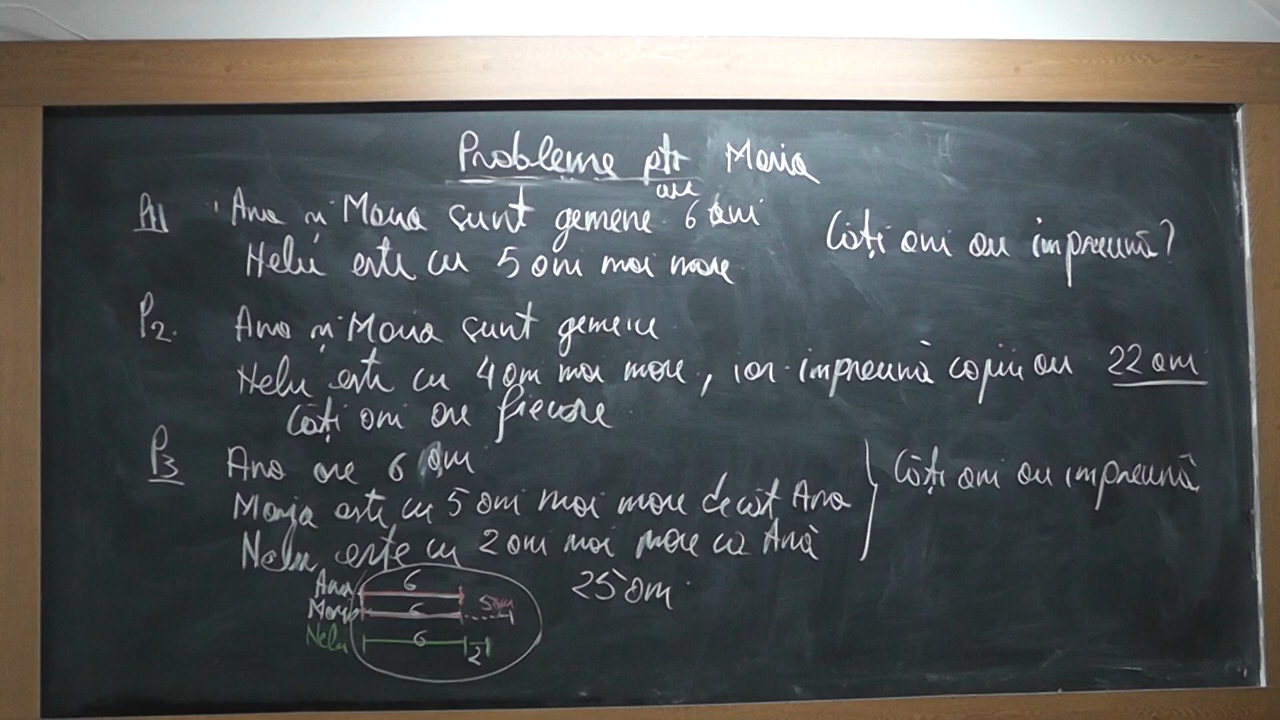 Probleme ptr Maria
are
P1 Ana și Maria sunt gemene 6 ani
Nelu este cu 5 ani mai mare
Câți ani au împreună?
P2. Ana și Maria sunt gemene
Nelu este cu 4 ani mai mare, iar împreună copiii au 22 ani
Câți ani are fiecare
P3 Ana are 6 ani
Maria este cu 5 ani mai mare decât Ana
Nelu este cu 2 ani mai mare ca Ana
Câți ani au împreună
25 ani
Ana 6
Maria 6 5 ani
Nelu 6 2